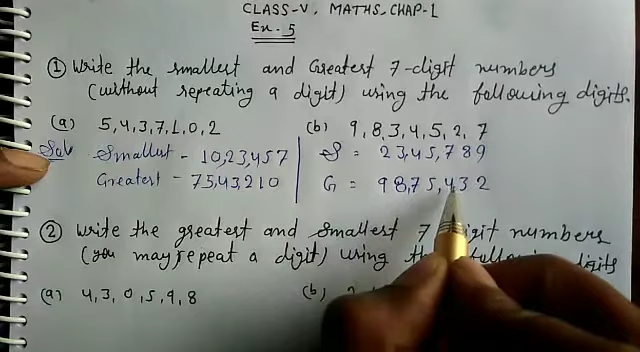 CLASS-V, MATHS, CHAP-1
Ex. 5
① Write the smallest and Greatest 7-digit numbers
(without repeating a digit) using the following digits.
(a) 5,4,3,7,1,0,2
(b) 9,8,3,4,5,2,7
Sol
Smallest - 10,23,457
S = 23,45,789
Greatest - 75,43,210
G = 98,75,432
② Write the greatest and smallest 7 digit numbers
(you may repeat a digit) using the following digits
(a) 4,3,0,5,9,8
(b)